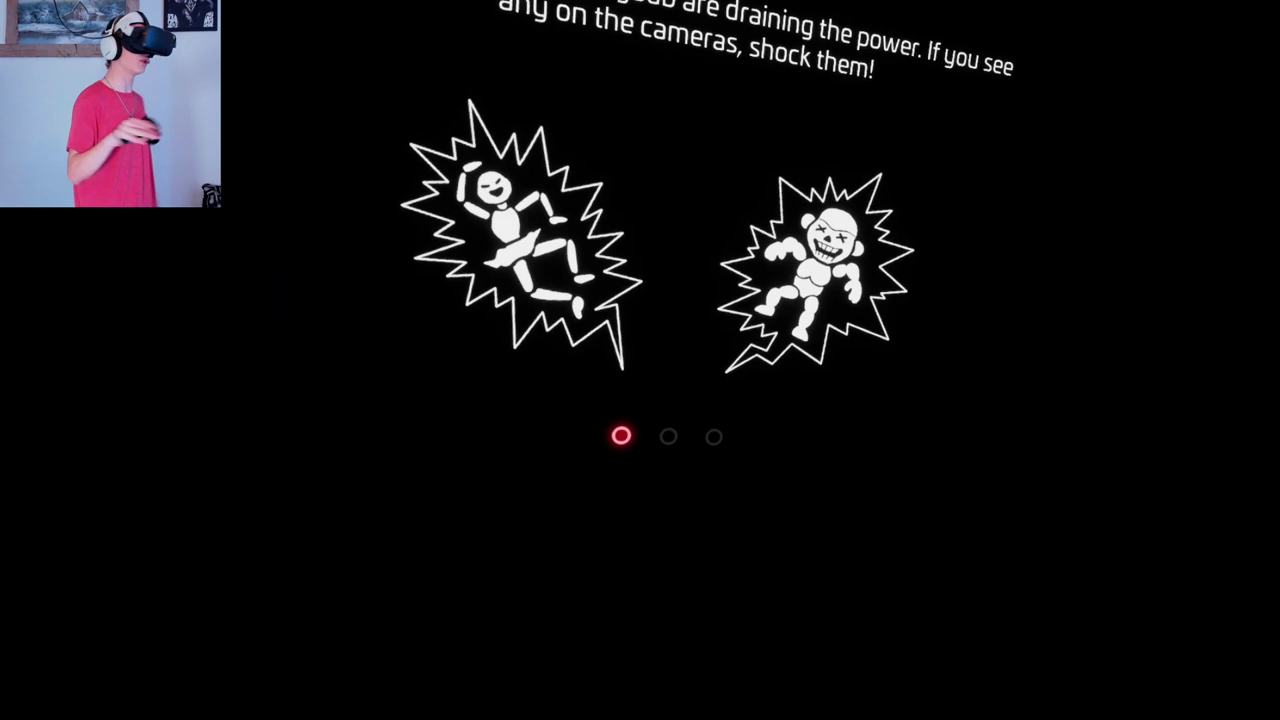 are draining the power. If you see
any on the cameras, shock them!